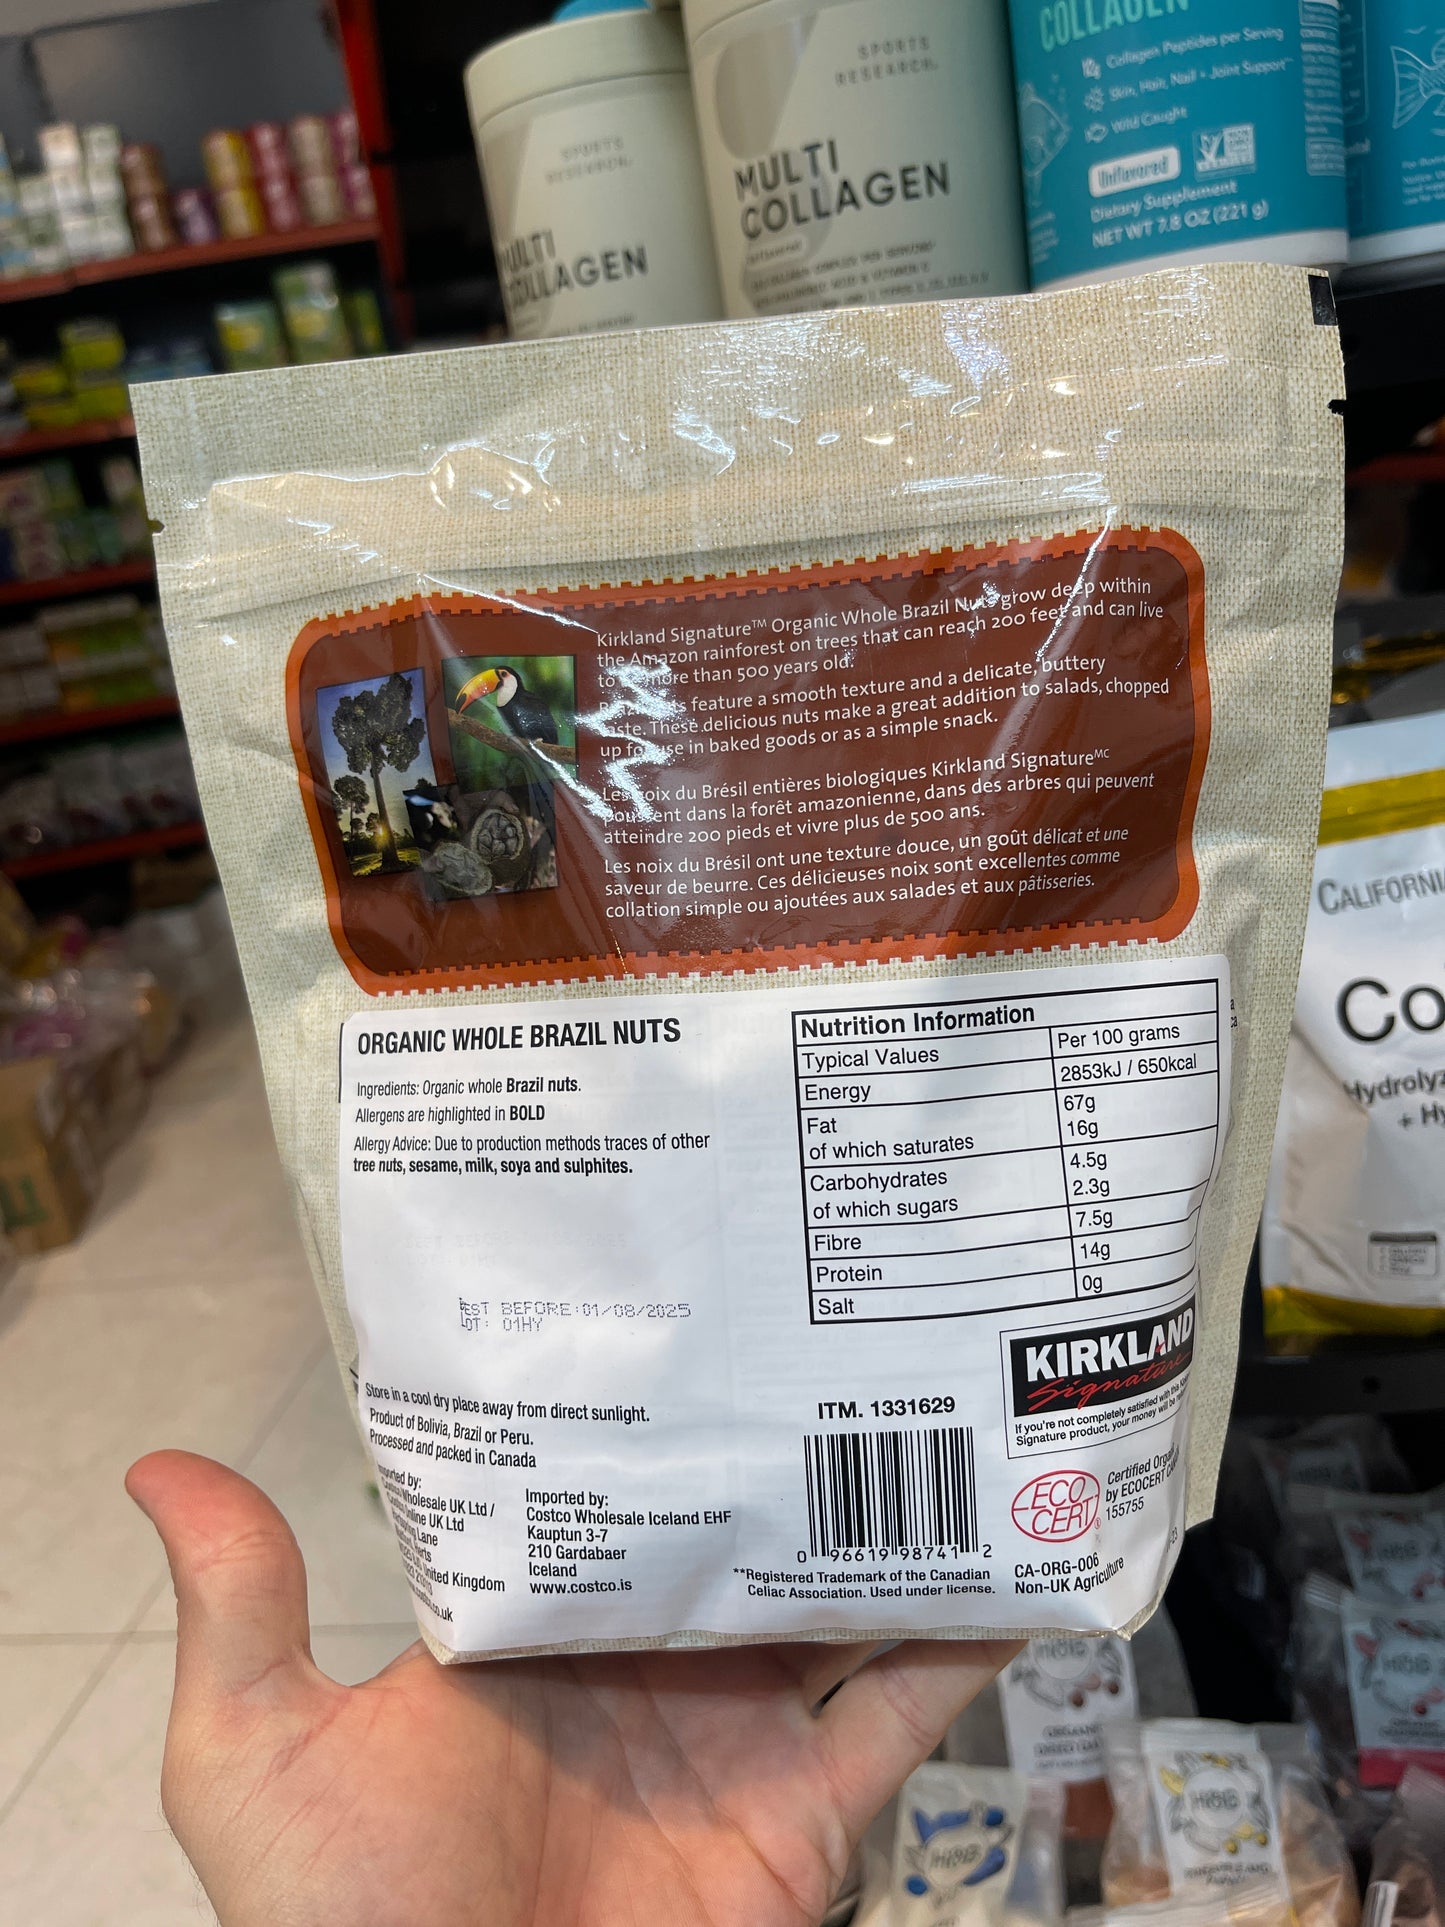 SPORTS
RESEARCH
MULTI
COLLAGEN
SPORTS
RESEARCH
MULTI
COLLAGEN
COLLAGEN
Collagen Peptides per Serving
Skin, Hair, Nail + Joint Support
Wild Caught
Unflavored
Dietary Supplement
NET WT 7.8 OZ (221 g)
Kirkland Signature™ Organic Whole Brazil Nuts grow deep within
the Amazon rainforest on trees that can reach 200 feet and can live
to more than 500 years old.
feature a smooth texture and a delicate, buttery
These delicious nuts make a great addition to salads, chopped
up use in baked goods or as a simple snack.
Les du Brésil entières biologiques Kirkland Signature MC
dans la forêt amazonienne, dans des arbres qui peuvent
atteindre 200 pieds et vivre plus de 500 ans.
Les noix du Brésil ont une texture douce, un goût délicat et une
saveur de beurre. Ces délicieuses noix sont excellentes comme
collation simple ou ajoutées aux salades et aux pâtisseries.
ORGANIC WHOLE BRAZIL NUTS
Ingredients: Organic whole Brazil nuts.
Allergens are highlighted in BOLD
Allergy Advice: Due to production methods traces of other
tree nuts, sesame, milk, soya and sulphites.
BEST BEFORE:01/08/2025
LOT: 01HY
Store in a cool dry place away from direct sunlight.
Product of Bolivia, Brazil or Peru.
Processed and packed in Canada
by:
Wholesale UK Ltd /
UK Ltd
Lane
United Kingdom
Imported by:
Costco Wholesale Iceland EHF
Kauptun 3-7
210 Gardabaer
Iceland
www.costco.is
Nutrition Information
Typical Values Per 100 grams
Energy 2853kJ / 650kcal
Fat 67g
of which saturates 16g
Carbohydrates 4.5g
of which sugars 2.3g
Fibre 7.5g
Protein 14g
Salt 0g
ITM. 1331629
0 96619 98741 2
**Registered Trademark of the Canadian
Celiac Association. Used under license.
KIRKLAND
Signature
If you're not completely satisfied with this
Signature product, your money will be
ECO
CERT
Certified
by ECOCERT
155755
CA-ORG-006
Non-UK Agriculture
CALIFORNI
Co
Hydrolyz
+ Hy